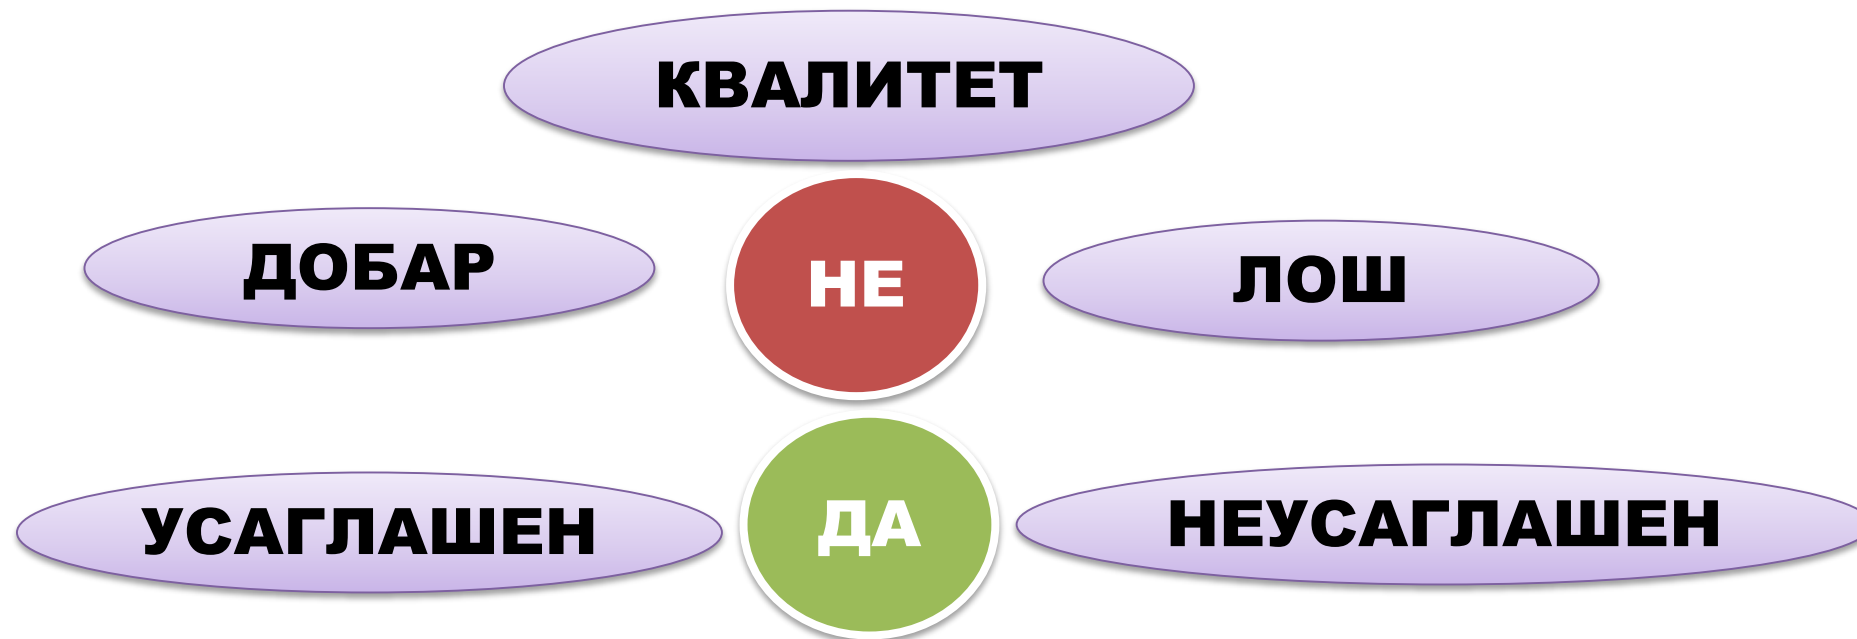 КВАЛИТЕТ
ДОБАР
НЕ
ЛОШ
УСАГЛАШЕН
ДА
НЕУСАГЛАШЕН